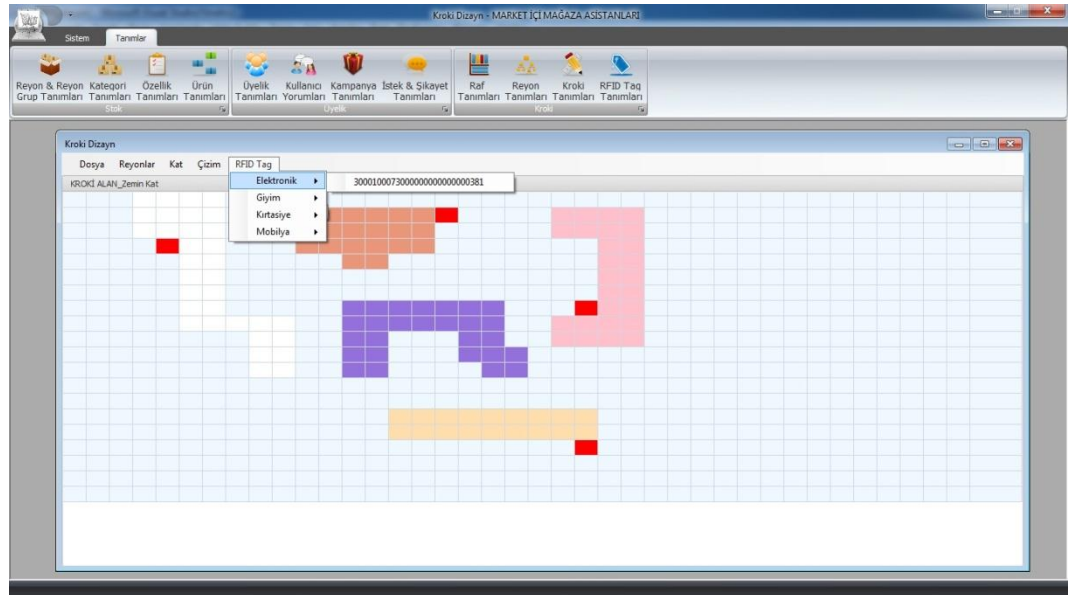 Kroki Dizayn - MARKET İÇİ MAĞAZA ASİSTANLARI
Sistem Tanımlar
Reyon & Reyon Grup Tanımları
Kategori Tanımları
Özellik Tanımları
Ürün Tanımları
Stok
Üyelik Tanımları
Kullanıcı Yorumları
Kampanya Tanımları
İstek & Şikayet Tanımları
Üyelik
Raf Tanımları
Reyon Tanımları
Kroki Tanımları
RFID Tag Tanımları
Kroki
Kroki Dizayn
Dosya Reyonlar Kat Çizim RFID Tag
KROKİ ALAN_Zemin Kat
Elektronik
Giyim
Kırtasiye
Mobilya